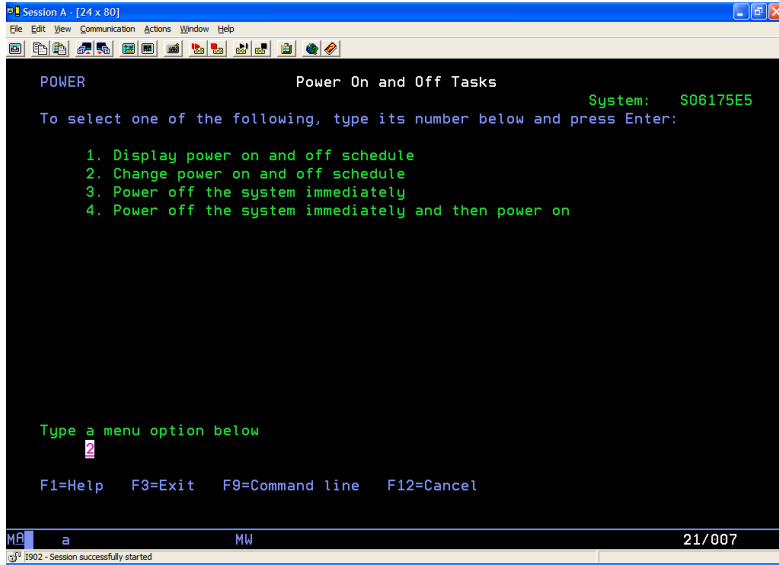 Session A - [24 x 80]
File Edit View Communication Actions Window Help
POWER Power On and Off Tasks
System: S06175E5
To select one of the following, type its number below and press Enter:
1. Display power on and off schedule
2. Change power on and off schedule
3. Power off the system immediately
4. Power off the system immediately and then power on
Type a menu option below
2
F1=Help F3=Exit F9=Command line F12=Cancel
MA a MW 21/007
I902 - Session successfully started